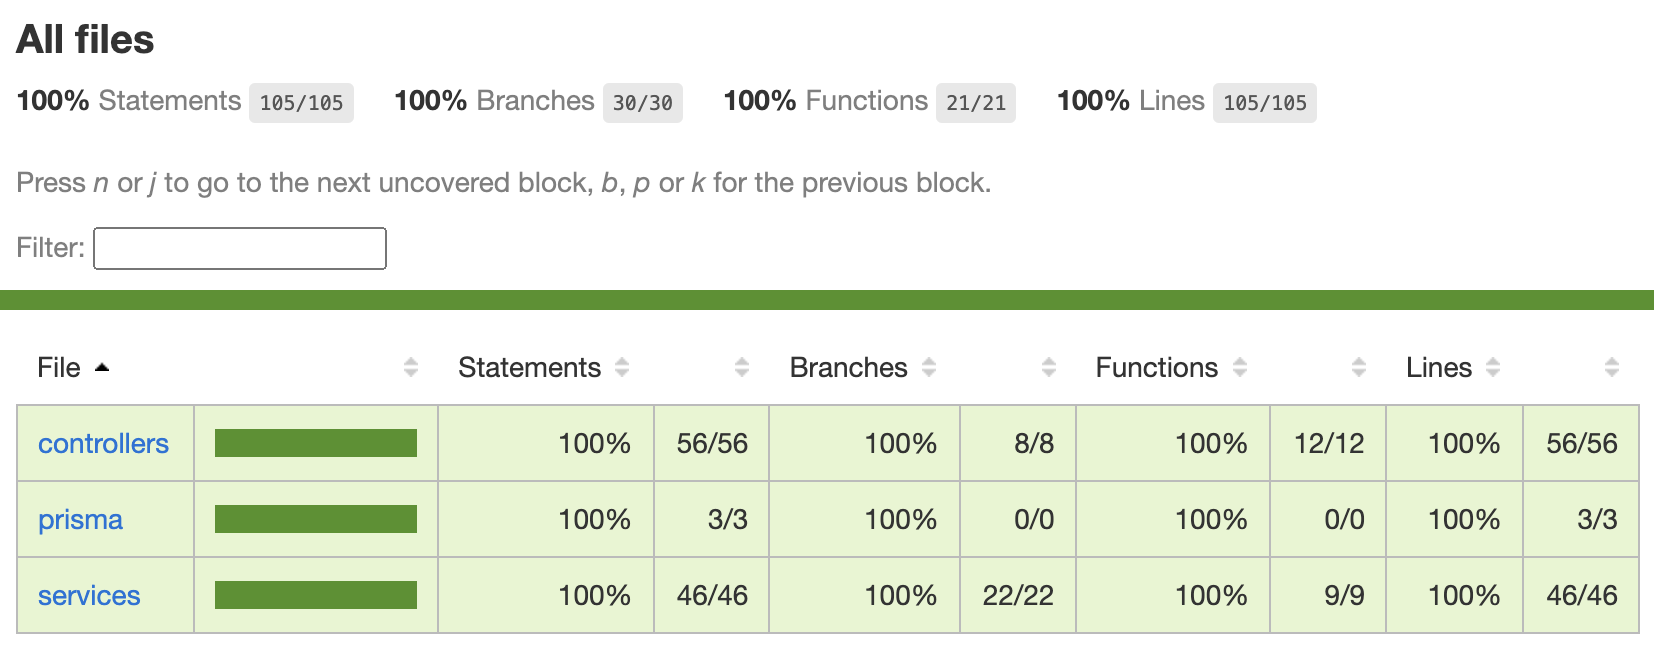 All files
100% Statements 105/105 100% Branches 30/30 100% Functions 21/21 100% Lines 105/105
Press n or j to go to the next uncovered block, b, p or k for the previous block.
Filter:
File Statements Branches Functions Lines
controllers 100% 56/56 100% 8/8 100% 12/12 100% 56/56
prisma 100% 3/3 100% 0/0 100% 0/0 100% 3/3
services 100% 46/46 100% 22/22 100% 9/9 100% 46/46